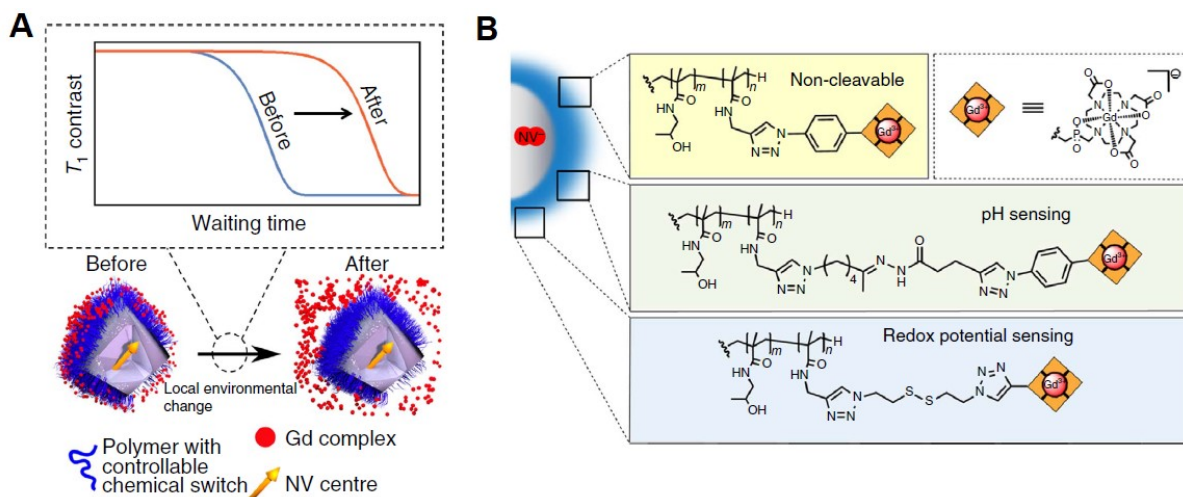 A
T1 contrast
Before
After
Waiting time
Before
After
Local environmental
change
Polymer with
controllable
chemical switch
Gd complex
NV centre
B
NV-
Non-cleavable
m
n
H
O
HN
O
HN
OH
N
N=N
Gd3+
≡
O
O
O
O
N
N
Gd
N
N
P
O
O
O
O
⊖
pH sensing
m
n
H
O
HN
O
HN
OH
N
N=N
4
N
NH
O
N
N=N
Gd3+
Redox potential sensing
m
n
H
O
HN
O
HN
OH
N
N=N
S
S
N=N
N
Gd3+